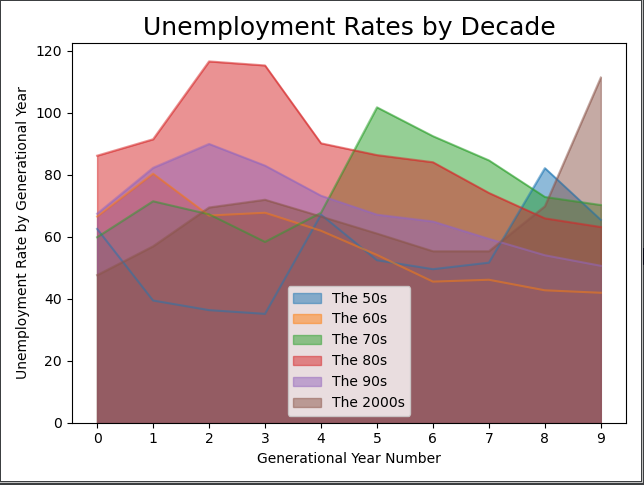 Unemployment Rates by Decade
Unemployment Rate by Generational Year
120
100
80
60
40
20
0
The 50s
The 60s
The 70s
The 80s
The 90s
The 2000s
0 1 2 3 4 5 6 7 8 9
Generational Year Number